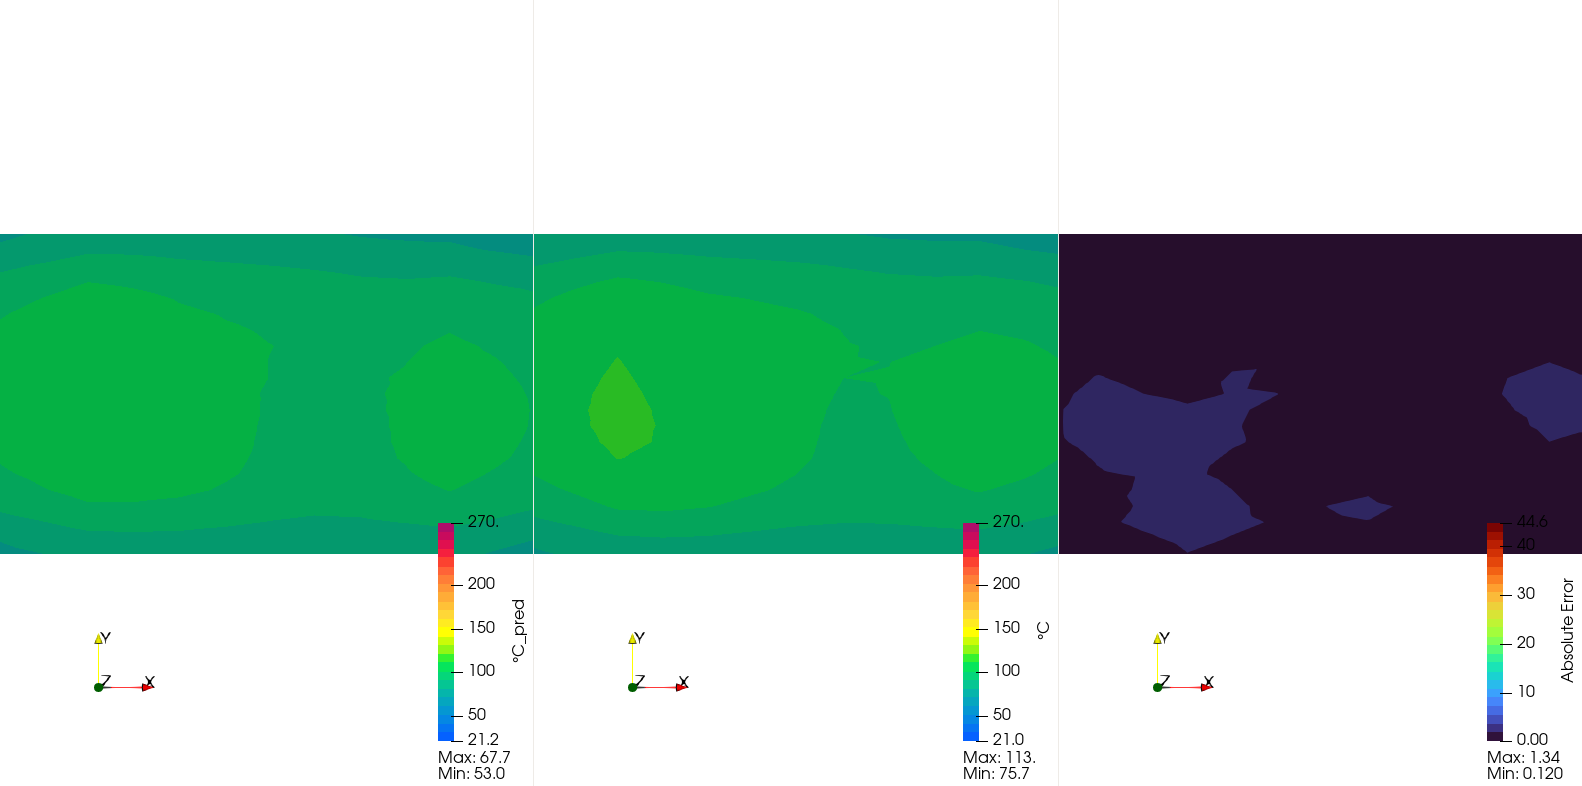 270.
200
150
100
50
21.2
°C_pred
Max: 67.7
Min: 53.0
Y
Z
X
270.
200
150
100
50
21.0
°C
Max: 113.
Min: 75.7
Y
Z
X
44.6
40
30
20
10
0.00
Absolute Error
Max: 1.34
Min: 0.120
Y
Z
X